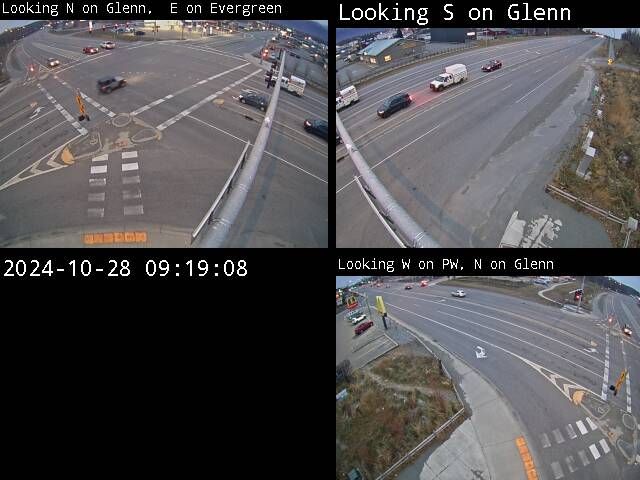 Looking N on Glenn,  E on Evergreen
Looking S on Glenn
2024-10-28 09:19:08
Looking W on PW, N on Glenn